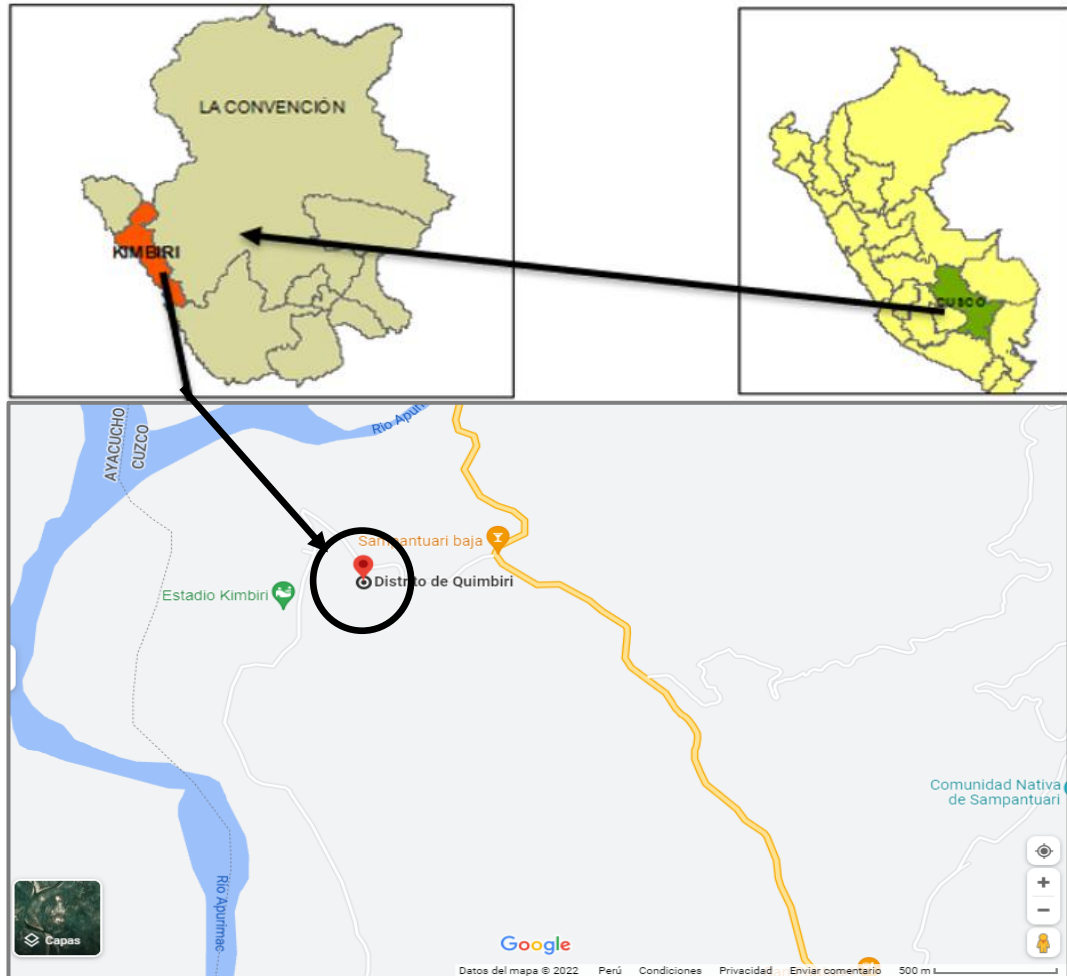 LA CONVENCIÓN
KIMBIRI
CUSCO
AYACUCHO
CUZCO
Río Apurí
Sampantuari baja
Distrito de Quimbiri
Estadio Kimbiri
Comunidad Nativa
de Sampantuari
Río Apurímac
Capas
Google
Datos del mapa © 2022 Perú Condiciones Privacidad Enviar comentario 500 m